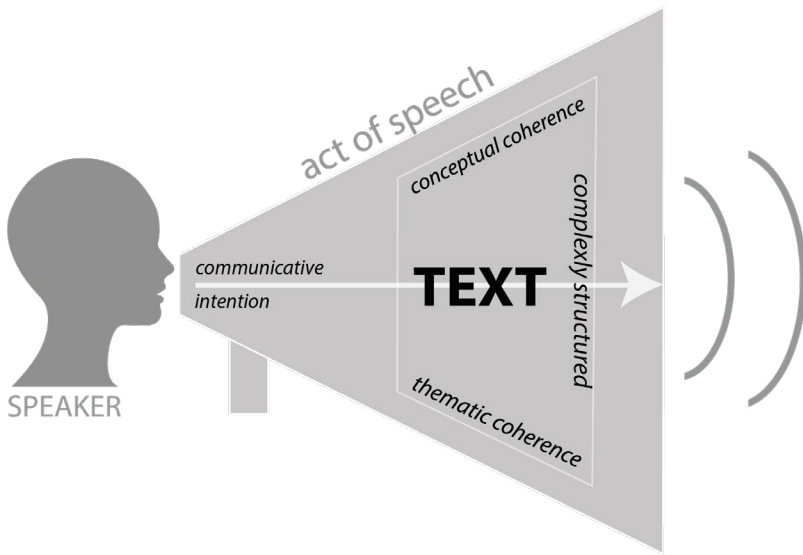 act of speech
conceptual coherence
complexly structured
communicative
intention
TEXT
thematic coherence
SPEAKER